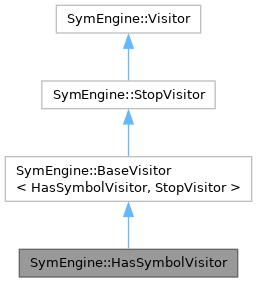 SymEngine::Visitor
SymEngine::StopVisitor
SymEngine::BaseVisitor
< HasSymbolVisitor, StopVisitor >
SymEngine::HasSymbolVisitor